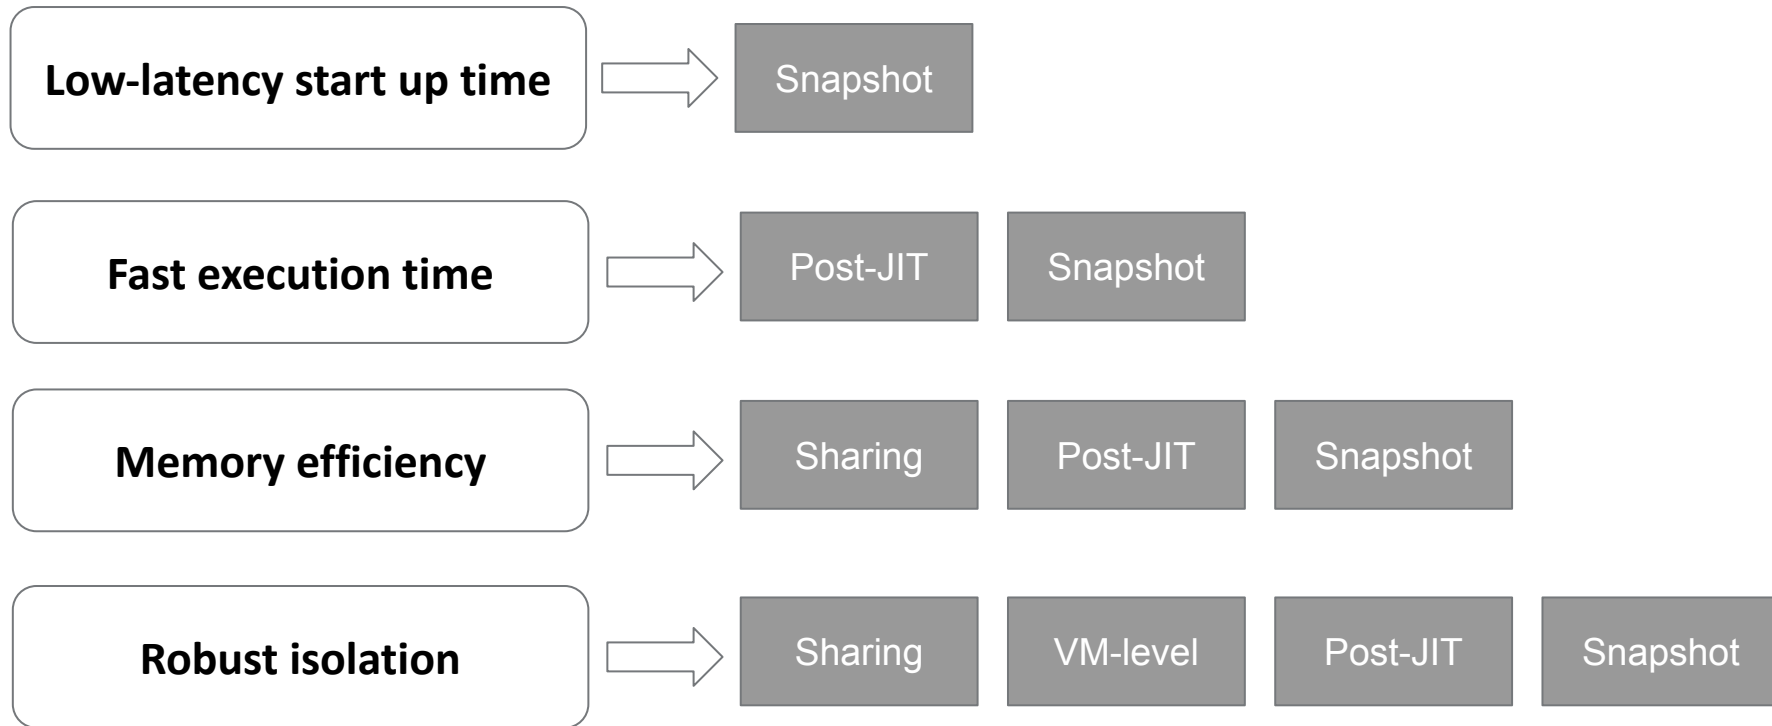 Low-latency start up time
Snapshot
Fast execution time
Post-JIT
Snapshot
Memory efficiency
Sharing
Post-JIT
Snapshot
Robust isolation
Sharing
VM-level
Post-JIT
Snapshot